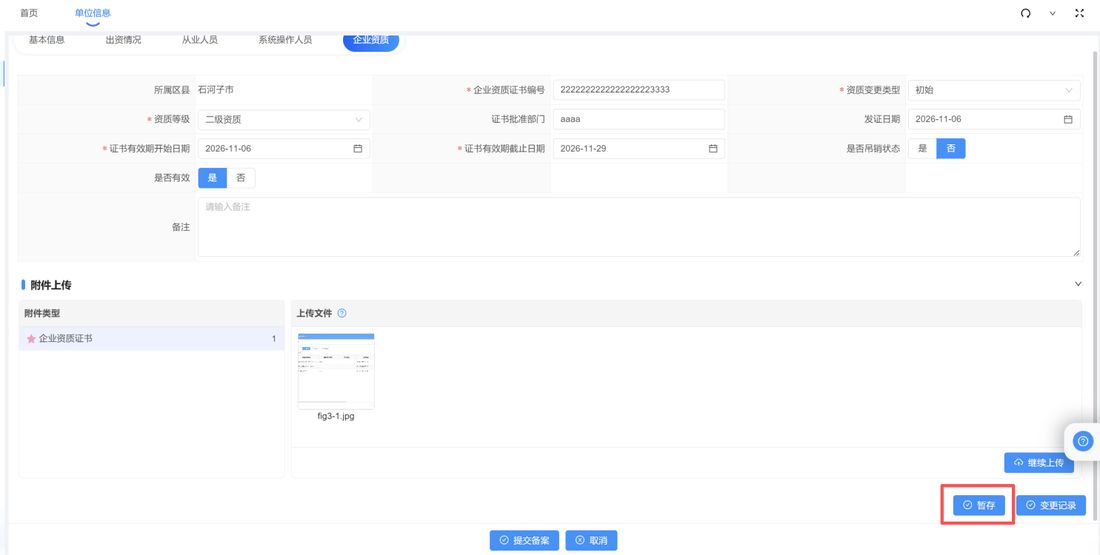 首页 单位信息
基本信息 出资情况 从业人员 系统操作人员 企业资质
所属区县 石河子市 * 企业资质证书编号 2222222222222222223333 * 资质变更类型 初始
* 资质等级 二级资质 证书批准部门 aaaa 发证日期 2026-11-06
* 证书有效期开始日期 2026-11-06 * 证书有效期截止日期 2026-11-29 是否吊销状态 是 否
是否有效 是 否
备注 请输入备注
附件上传
附件类型 上传文件
企业资质证书 1
fig3-1.jpg
继续上传
暂存 变更记录
提交备案 取消